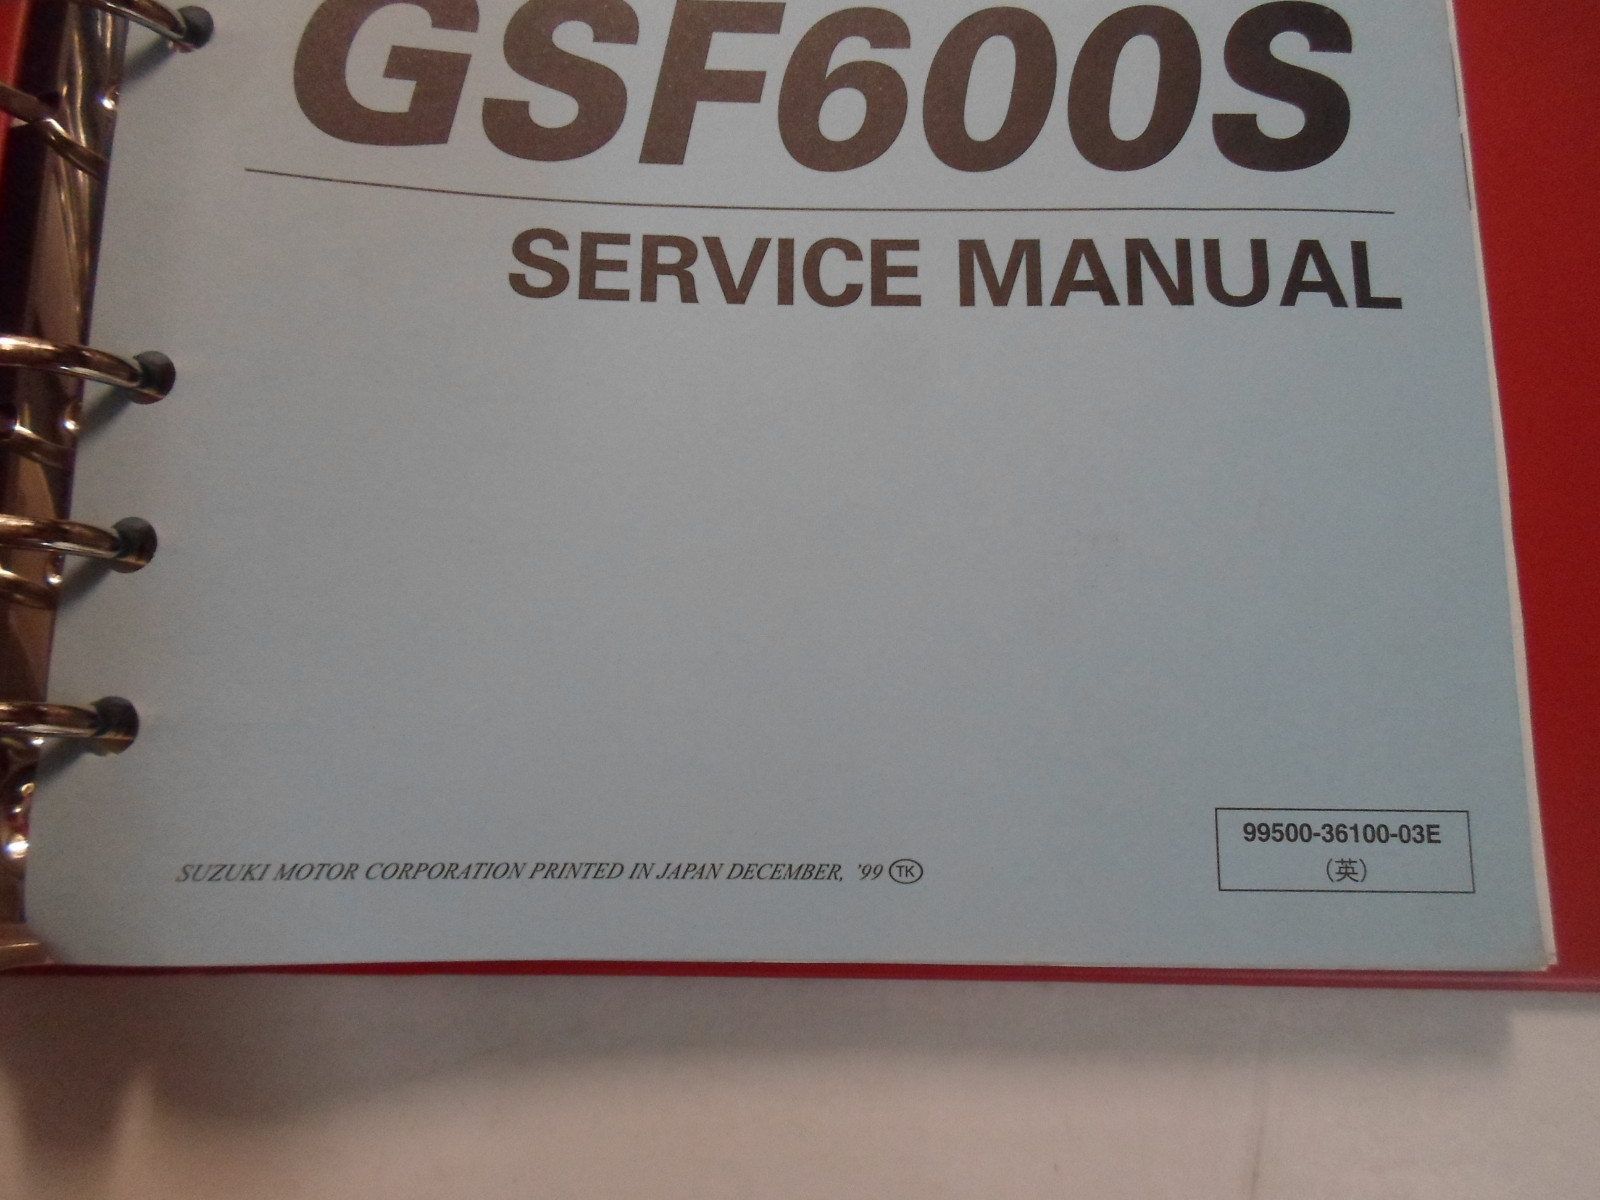 GSF600S
SERVICE MANUAL
99500-36100-03E
(英)
SUZUKI MOTOR CORPORATION PRINTED IN JAPAN DECEMBER, '99 TK